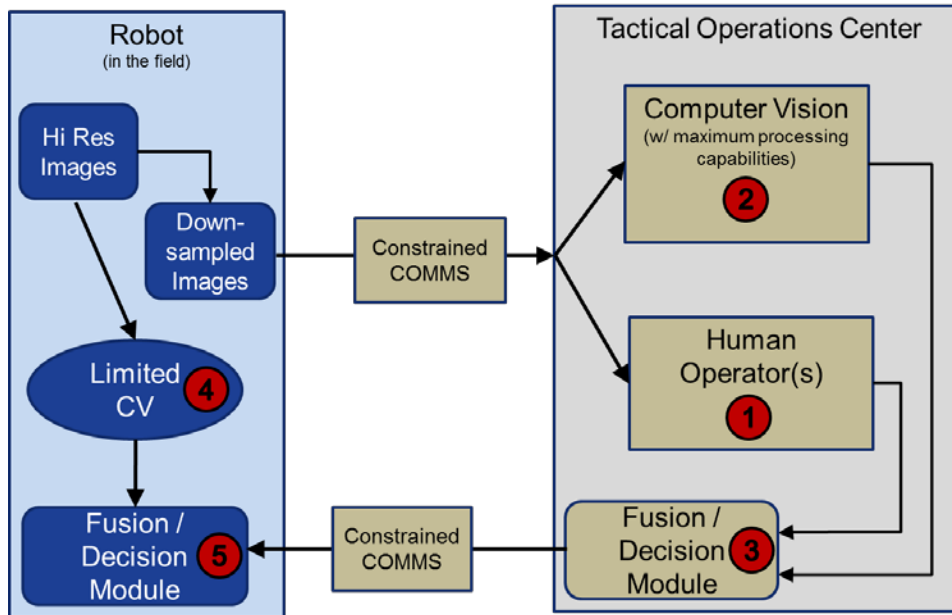 Robot
(in the field)
Hi Res
Images
Down-
sampled
Images
Limited
CV
4
Fusion /
Decision
Module
5
Constrained
COMMS
Constrained
COMMS
Tactical Operations Center
Computer Vision
(w/ maximum processing
capabilities)
2
Human
Operator(s)
1
Fusion /
Decision
Module
3